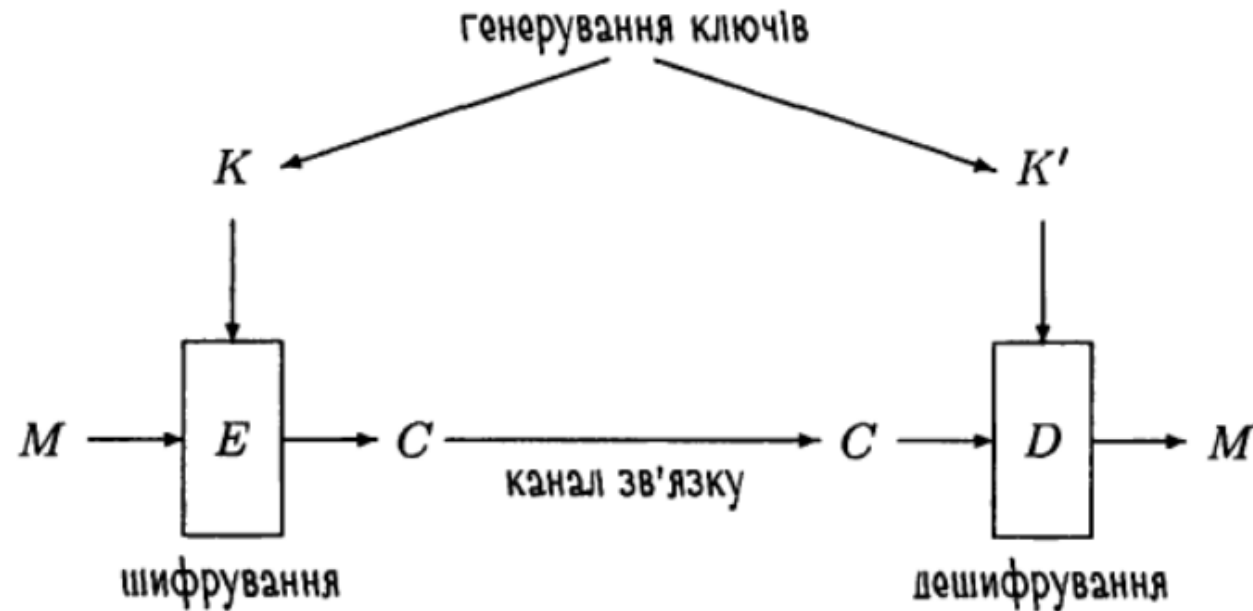 генерування ключів
K K′
M E C C D M
канал зв'язку
шифрування дешифрування